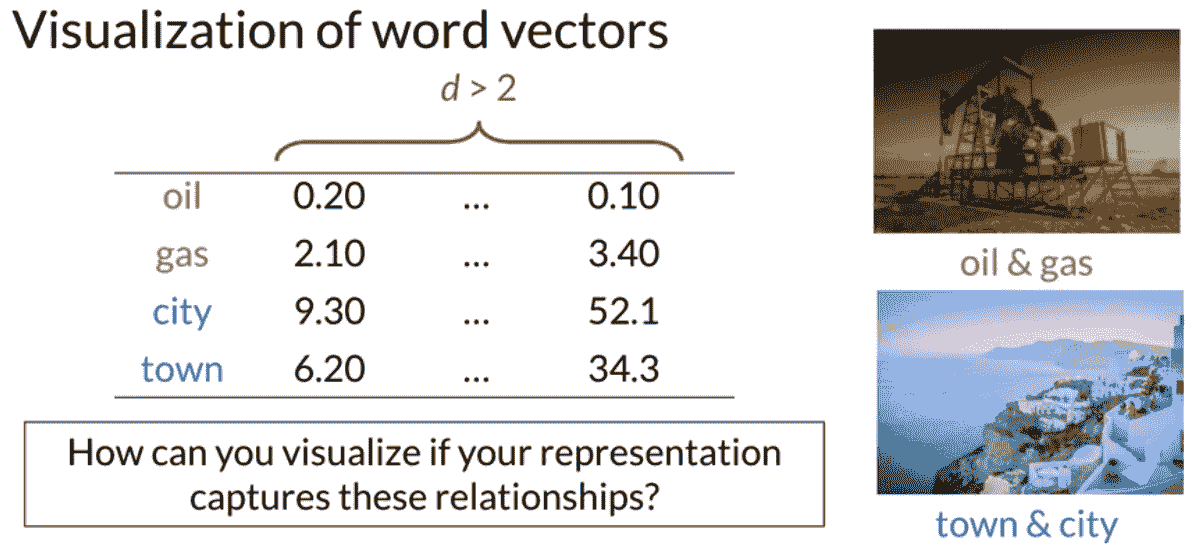 Visualization of word vectors
d > 2
oil 0.20 ... 0.10
gas 2.10 ... 3.40
city 9.30 ... 52.1
town 6.20 ... 34.3
How can you visualize if your representation
captures these relationships?
oil & gas
town & city